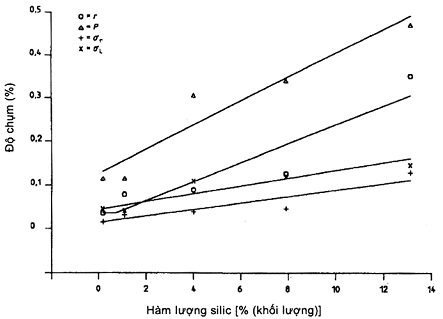 0,5
0,4
0,3
0,2
0,1
0
Độ chụm (%)
o = r
△ = P
+ = σr
x = σL
0 2 4 6 8 10 12 14
Hàm lượng silic [% (khối lượng)]